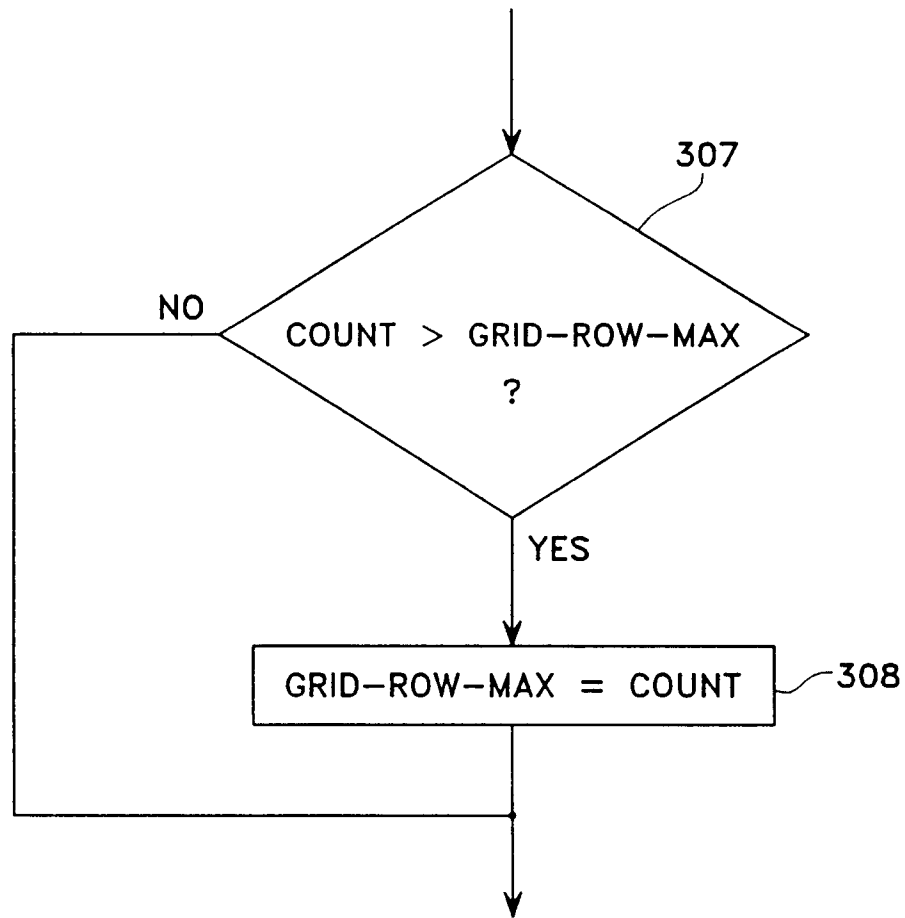 307
NO
COUNT > GRID-ROW-MAX
?
YES
GRID-ROW-MAX = COUNT
308